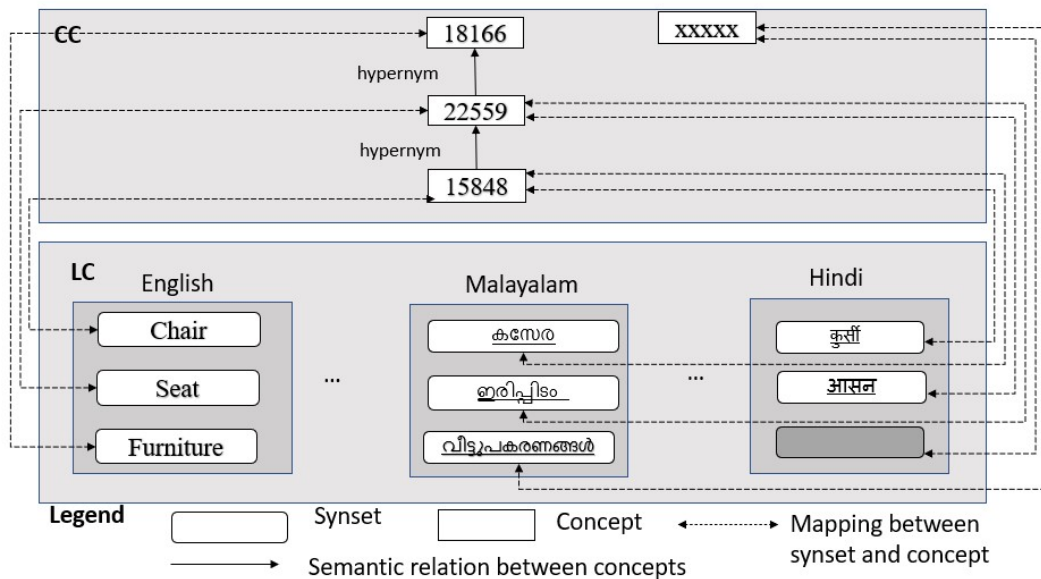 CC
18166
xxxxx
hypernym
22559
hypernym
15848
LC
English
Malayalam
Hindi
Chair
കസേര
कुर्सी
...
...
Seat
ഇരിപ്പിടം
आसन
Furniture
വീട്ടുപകരണങ്ങൾ
Legend
Synset
Concept
Mapping between
synset and concept
Semantic relation between concepts